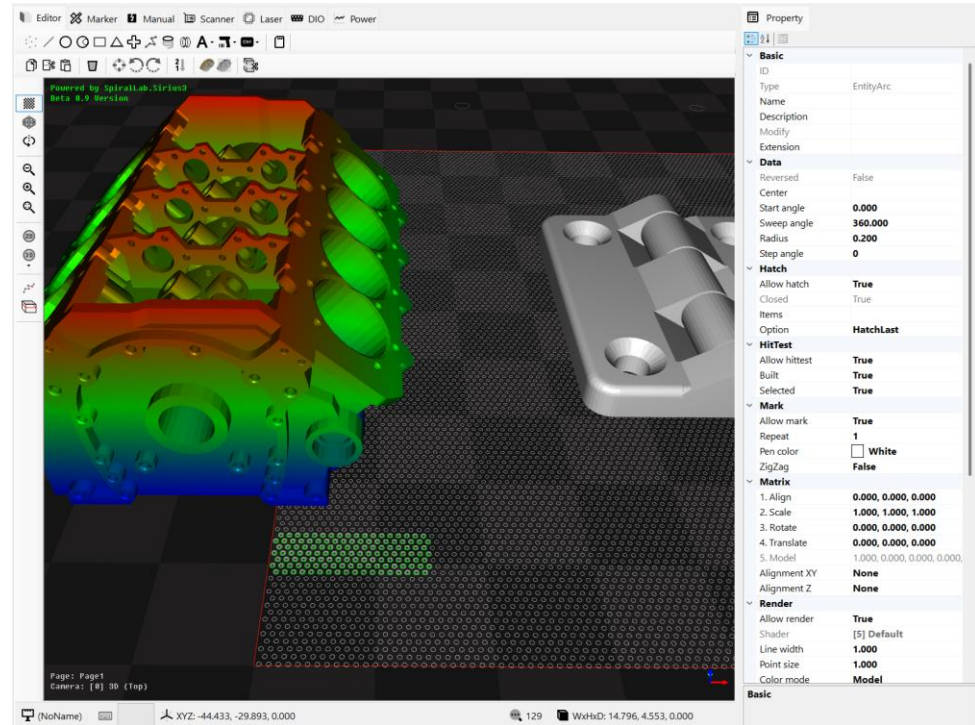 Editor Marker Manual Scanner Laser DIO Power
Powered by SpiralLab.Sirius3
Beta 0.9 Version
Page: Page1
Camera: [0] 3D (Top)
(NoName) XYZ: -44.433, -29.893, 0.000 129 WxHxD: 14.796, 4.553, 0.000
Property
Basic
ID
Type EntityArc
Name
Description
Modify
Extension
Data
Reversed False
Center
Start angle 0.000
Sweep angle 360.000
Radius 0.200
Step angle 0
Hatch
Allow hatch True
Closed True
Items
Option HatchLast
HitTest
Allow hittest True
Built True
Selected True
Mark
Allow mark True
Repeat 1
Pen color White
ZigZag False
Matrix
1. Align 0.000, 0.000, 0.000
2. Scale 1.000, 1.000, 1.000
3. Rotate 0.000, 0.000, 0.000
4. Translate 0.000, 0.000, 0.000
5. Model 1.000, 0.000, 0.000, 0.000,
Alignment XY None
Alignment Z None
Render
Allow render True
Shader [5] Default
Line width 1.000
Point size 1.000
Color mode Model
Basic